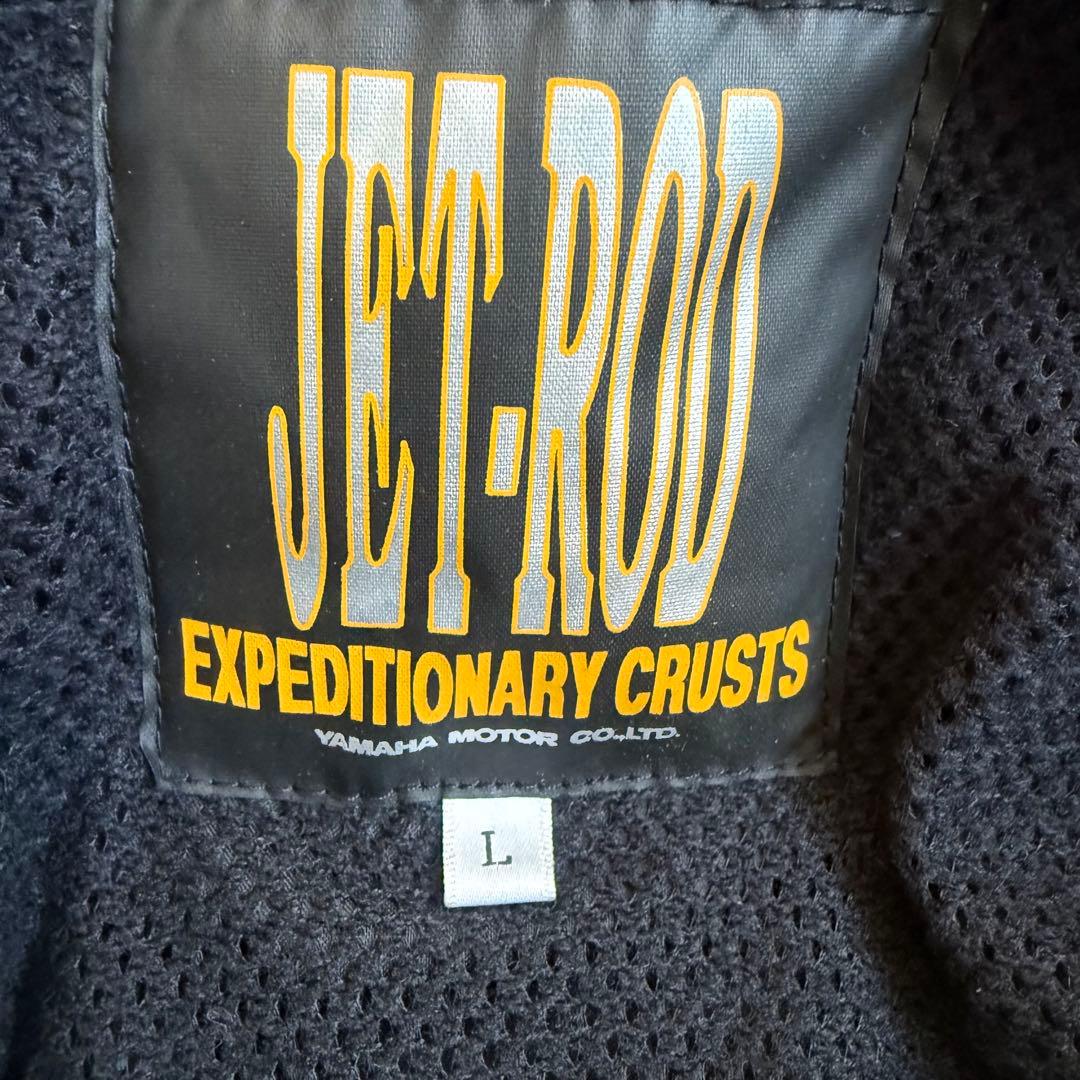 JET-ROD
EXPEDITIONARY CRUSTS
YAMAHA MOTOR CO.,LTD.
L